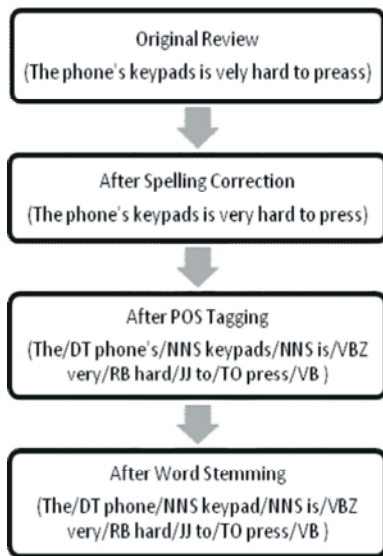 Original Review
(The phone's keypads is vely hard to preass)
After Spelling Correction
(The phone's keypads is very hard to press)
After POS Tagging
(The/DT phone's/NNS keypads/NNS is/VBZ
very/RB hard/JJ to/TO press/VB )
After Word Stemming
(The/DT phone/NNS keypad/NNS is/VBZ
very/RB hard/JJ to/TO press/VB )